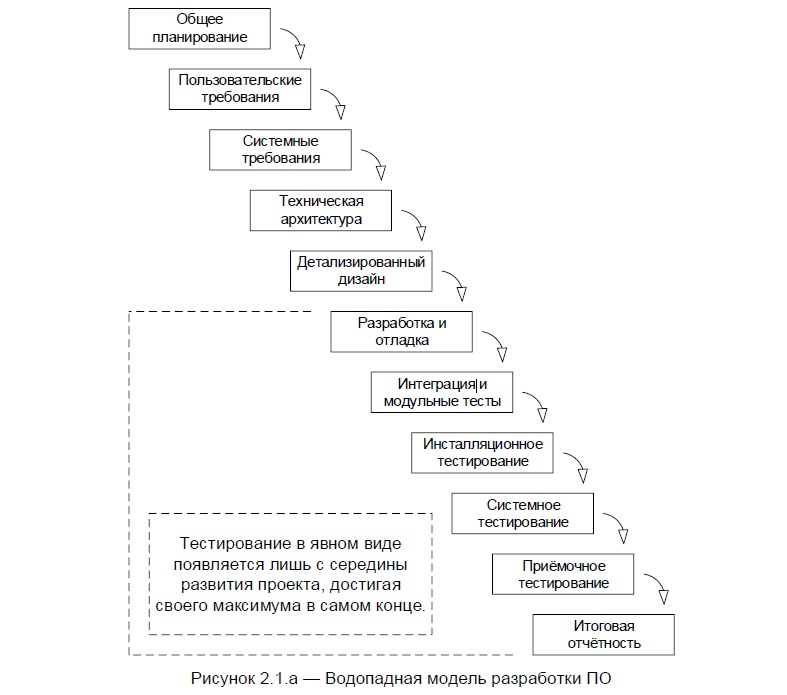 Общее
планирование
Пользовательские
требования
Системные
требования
Техническая
архитектура
Детализированный
дизайн
Разработка и
отладка
Интеграция|и
модульные тесты
Инсталляционное
тестирование
Системное
тестирование
Приёмочное
тестирование
Итоговая
отчётность
Тестирование в явном виде
появляется лишь с середины
развития проекта, достигая
своего максимума в самом конце.
Рисунок 2.1.a — Водопадная модель разработки ПО